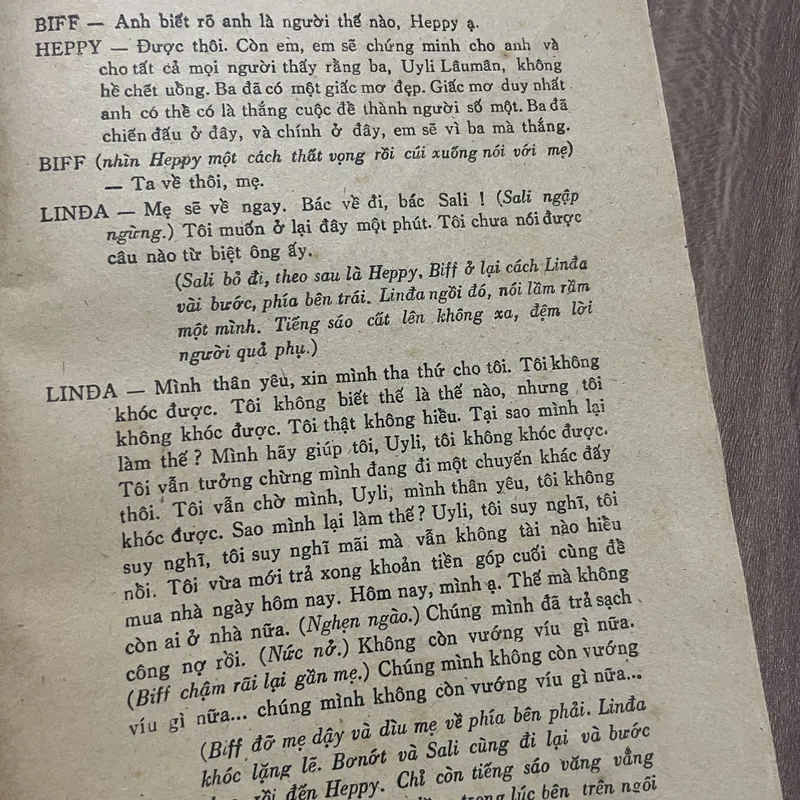 BIFF — Anh biết rõ anh là người thế nào, Heppy ạ.
HEPPY — Được thôi. Còn em, em sẽ chứng minh cho anh và
cho tất cả mọi người thấy rằng ba, Uyli Lâumân, không
hề chết uổng. Ba đã có một giấc mơ đẹp. Giấc mơ duy nhất
anh có thể có là thắng cuộc để thành người số một. Ba đã
chiến đấu ở đây, và chính ở đây, em sẽ vì ba mà thắng.
BIFF (nhìn Heppy một cách thất vọng rồi cúi xuống nói với mẹ)
— Ta về thôi, mẹ.
LINĐA — Mẹ sẽ về ngay. Bác về đi, bác Sali ! (Sali ngập
ngừng.) Tôi muốn ở lại đây một phút. Tôi chưa nói được
câu nào từ biệt ông ấy.
(Sali bỏ đi, theo sau là Heppy, Biff ở lại cách Linđa
vài bước, phía bên trái. Linđa ngồi đó, nói lầm rầm
một mình. Tiếng sáo cất lên không xa, đệm lời
người quả phụ.)
LINĐA — Mình thân yêu, xin mình tha thứ cho tôi. Tôi không
khóc được. Tôi không biết thế là thế nào, nhưng tôi
không khóc được. Tôi thật không hiểu. Tại sao mình lại
làm thế ? Mình hãy giúp tôi, Uyli, tôi không khóc được.
Tôi vẫn tưởng chừng mình đang đi một chuyến khác đấy
thôi. Tôi vẫn chờ mình, Uyli, mình thân yêu, tôi không
khóc được. Sao mình lại làm thế? Uyli, tôi suy nghĩ, tôi
suy nghĩ, tôi suy nghĩ mãi mà vẫn không tài nào hiểu
nổi. Tôi vừa mới trả xong khoản tiền góp cuối cùng để
mua nhà ngày hôm nay. Hôm nay, mình ạ. Thế mà không
còn ai ở nhà nữa. (Nghẹn ngào.) Chúng mình đã trả sạch
công nợ rồi. (Nức nở.) Không còn vướng víu gì nữa.
(Biff chậm rãi lại gần mẹ.) Chúng mình không còn vướng
víu gì nữa... chúng mình không còn vướng víu gì nữa...
(Biff đỡ mẹ dậy và dìu mẹ về phía bên phải. Linđa
khóc lặng lẽ. Bơnớt và Sali cùng đi lại và bước
rồi đến Heppy. Chỉ còn tiếng sáo văng vẳng
trong lúc bên trên ngôi